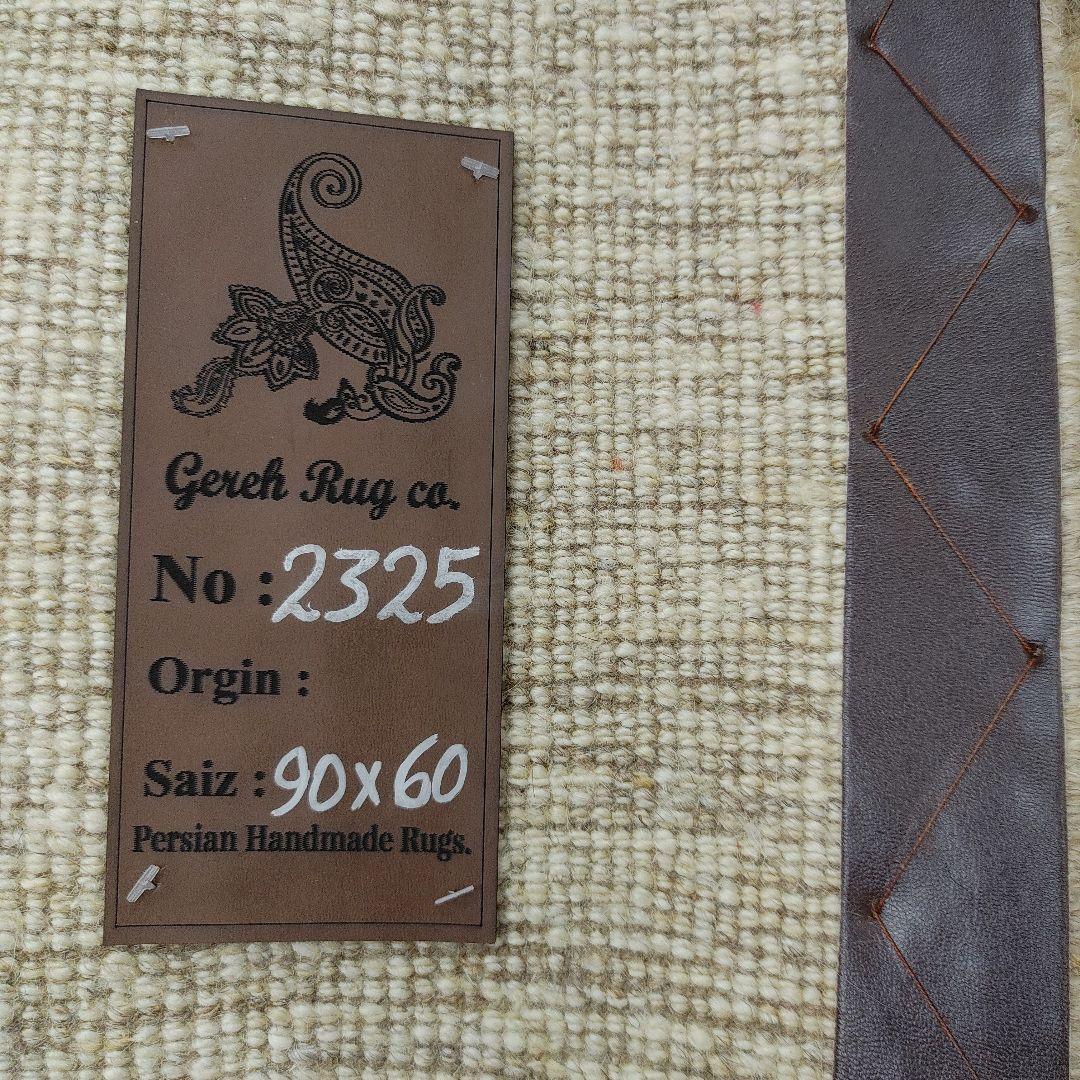 Gereh Rug co.
No : 2325
Orgin :
Saiz : 90x60
Persian Handmade Rugs.